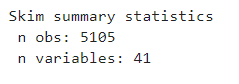 Skim summary statistics
n obs: 5105
n variables: 41